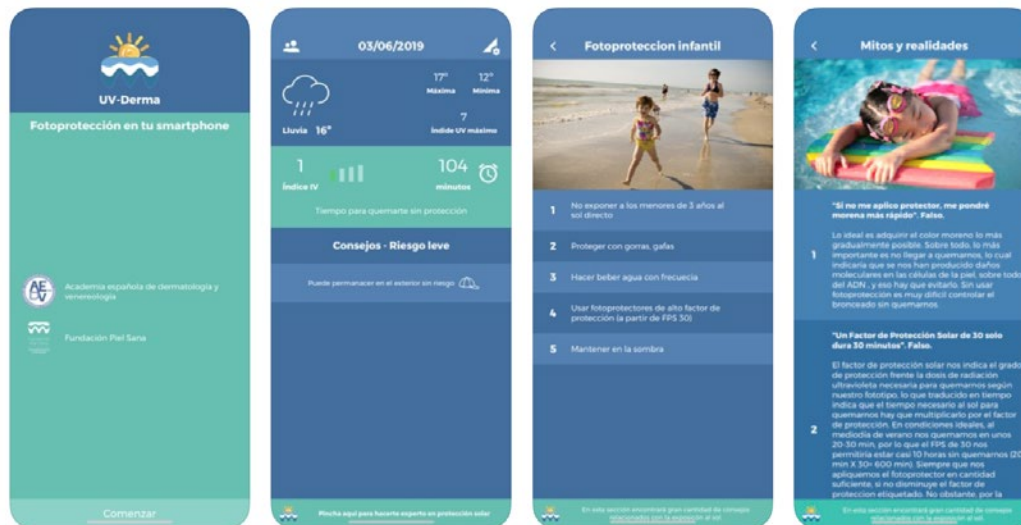 UV-Derma
Fotoprotección en tu smartphone
Academia española de dermatología y
venereología
Fundación Piel Sana
Comenzar
03/06/2019
17º
12º
Máxima
Mínima
7
Índide UV máximo
Lluvia 16º
1
Índice IV
104
minutos
Tiempo para quemarte sin protección
Consejos - Riesgo leve
Puede permanacer en el exterior sin riesgo
Pincha aquí para hacerte experto en protección solar
Fotoproteccion infantil
1 No exponer a los menores de 3 años al
sol directo
2 Proteger con gorras, gafas
3 Hacer beber agua con frecuecia
4 Usar fotoprotectores de alto factor de
protección (a partir de FPS 30)
5 Mantener en la sombra
En esta sección encontrará gran cantidad de consejos
relacionados con la exposición al sol
Mitos y realidades
"Si no me aplico protector, me pondré
morena más rápido". Falso.
1
Lo ideal es adquirir el color moreno lo más
gradualmente posible. Sobre todo, lo más
importante es no llegar a quemarnos, lo cual
indicaría que se nos han producido daños
moleculares en las células de la piel, sobre todo
del ADN , y eso hay que evitarlo. Sin usar
fotoprotección es muy difícil controlar el
bronceado sin quemarnos.
"Un Factor de Protección Solar de 30 solo
dura 30 minutos". Falso.
2
El factor de protección solar nos indica el grado
de protección frente la dosis de radiación
ultravioleta necesaria para quemarnos según
nuestro fototipo, lo que traducido en tiempo
indica que el tiempo necesario al sol para
quemarnos hay que multiplicarlo por el factor
de protección. En condiciones ideales, al
mediodía de verano nos quemamos en unos
20-30 min, por lo que el FPS de 30 nos
permitiría estar casi 10 horas sin quemarnos (20
min X 30= 600 min). Siempre que nos
apliquemos el fotoprotector en cantidad
suficiente, si no disminuye el factor de
proteccion etiquetado. No obstante, por la
En esta sección encontrará gran cantidad de consejos
relacionados con la exposición al sol